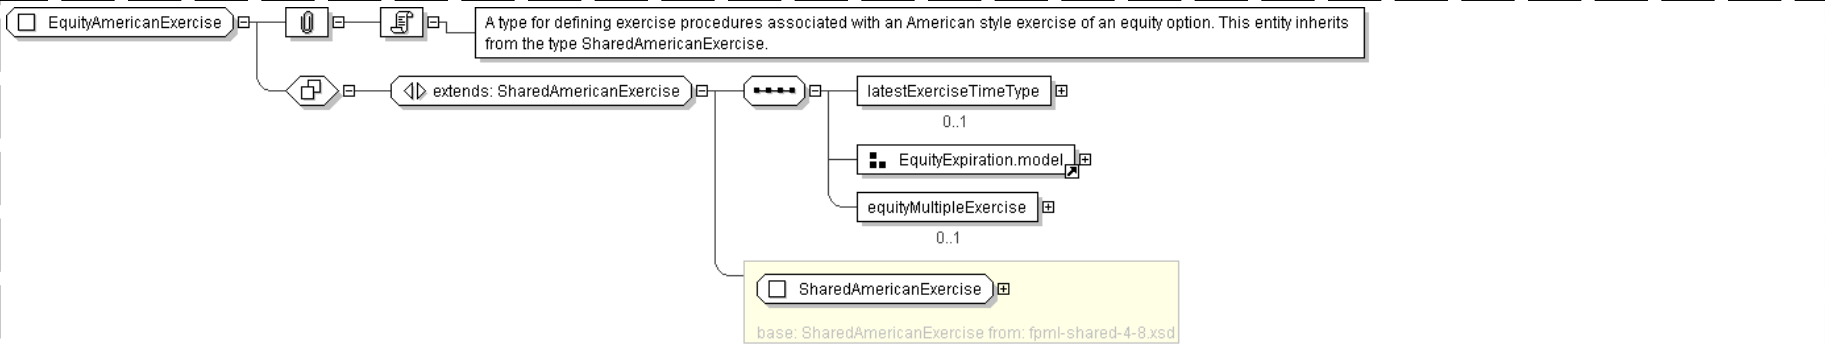 EquityAmericanExercise
A type for defining exercise procedures associated with an American style exercise of an equity option. This entity inherits
from the type SharedAmericanExercise.
extends: SharedAmericanExercise
latestExerciseTimeType
0..1
EquityExpiration.model
equityMultipleExercise
0..1
SharedAmericanExercise
base: SharedAmericanExercise from: fpml-shared-4-8.xsd